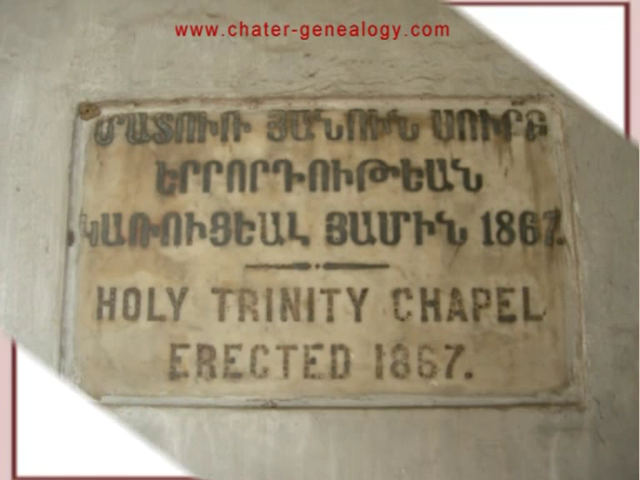 www.chater-genealogy.com
ՄԱՏՈՒՌ ՅԱՆՈՒՆ ՍՈՒՐԲ
ԵՐՐՈՐԴՈՒԹԵԱՆ
ԿԱՌՈՒՑԵԱԼ ՅԱՄԻՆ 1867.
HOLY TRINITY CHAPEL
ERECTED 1867.